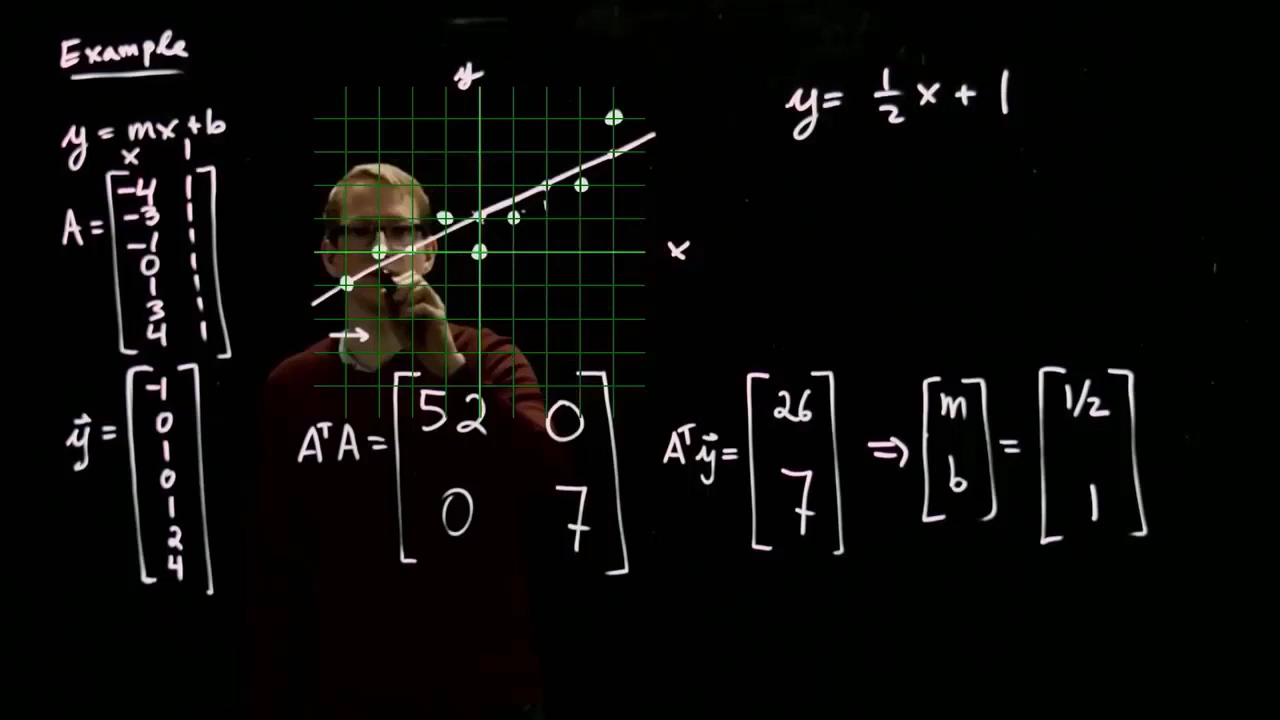 Example
y = mx + b
x 1
A = [ -4 1
-3 1
-1 1
0 1
1 1
3 1
4 1 ]
y⃗ = [ -1
0
1
0
1
2
4 ]
y
x
→
y = 1/2 x + 1
AᵀA = [ 52 0
0 7 ]
Aᵀy⃗ = [ 26
7 ]
⇒ [ m
b ] = [ 1/2
1 ]